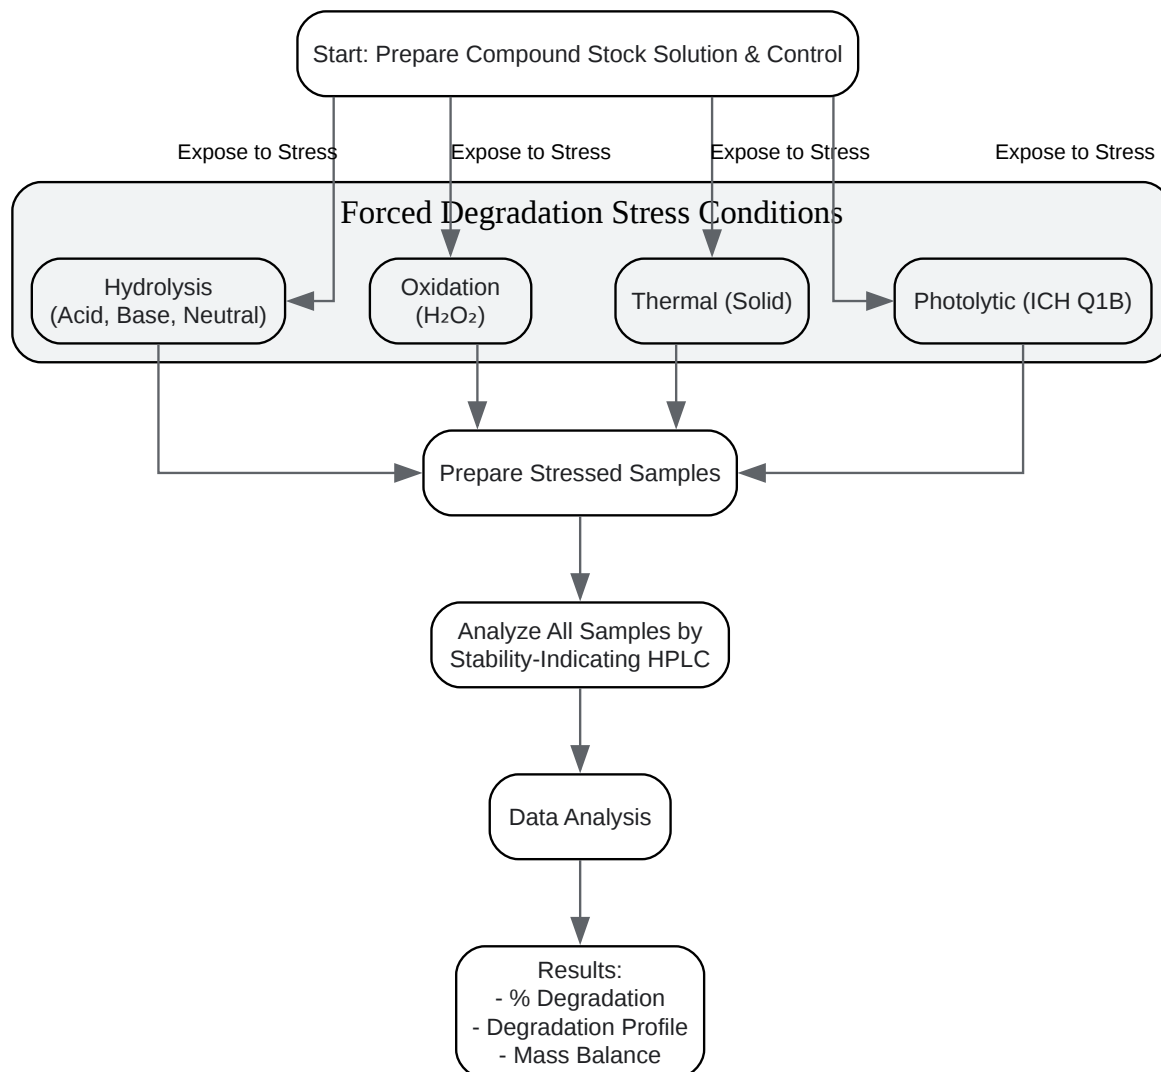 Start: Prepare Compound Stock Solution & Control
Expose to Stress
Expose to Stress
Expose to Stress
Expose to Stress
Forced Degradation Stress Conditions
Hydrolysis
(Acid, Base, Neutral)
Oxidation
(H₂O₂)
Thermal (Solid)
Photolytic (ICH Q1B)
Prepare Stressed Samples
Analyze All Samples by
Stability-Indicating HPLC
Data Analysis
Results:
- % Degradation
- Degradation Profile
- Mass Balance